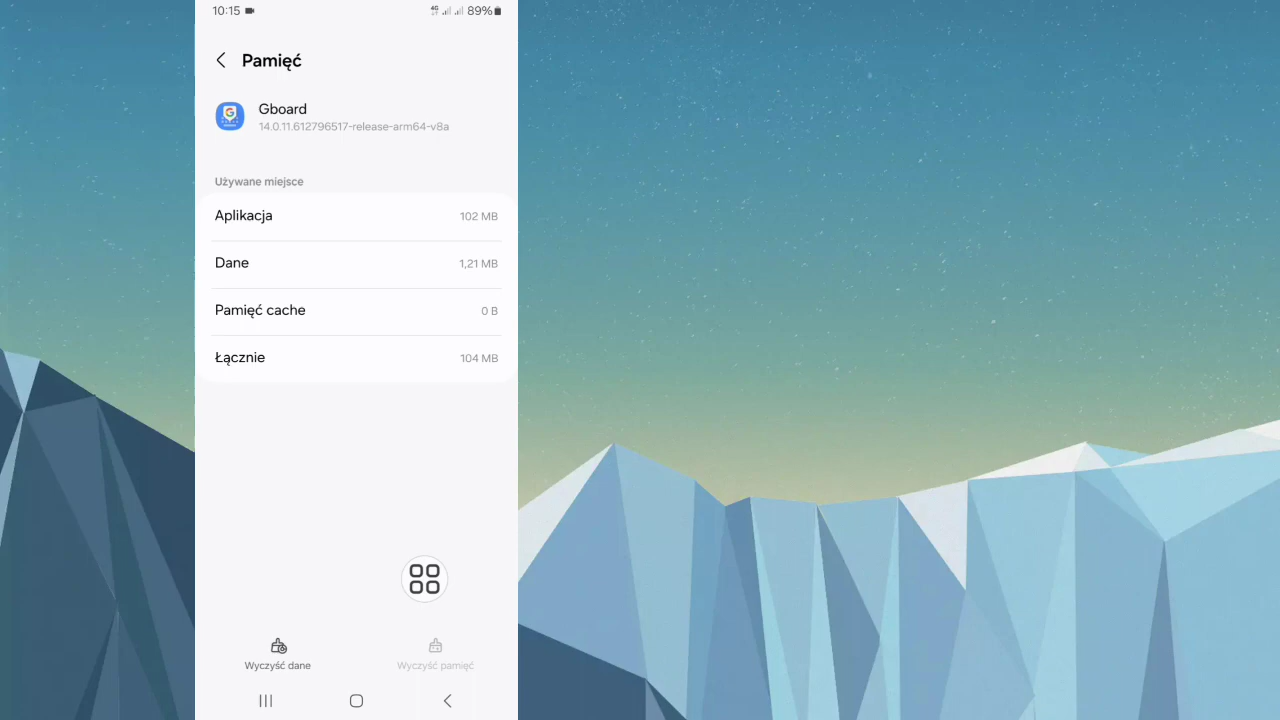 10:15
4G 89%
Pamięć
Gboard
14.0.11.612796517-release-arm64-v8a
Używane miejsce
Aplikacja 102 MB
Dane 1,21 MB
Pamięć cache 0 B
Łącznie 104 MB
Wyczyść dane
Wyczyść pamięć